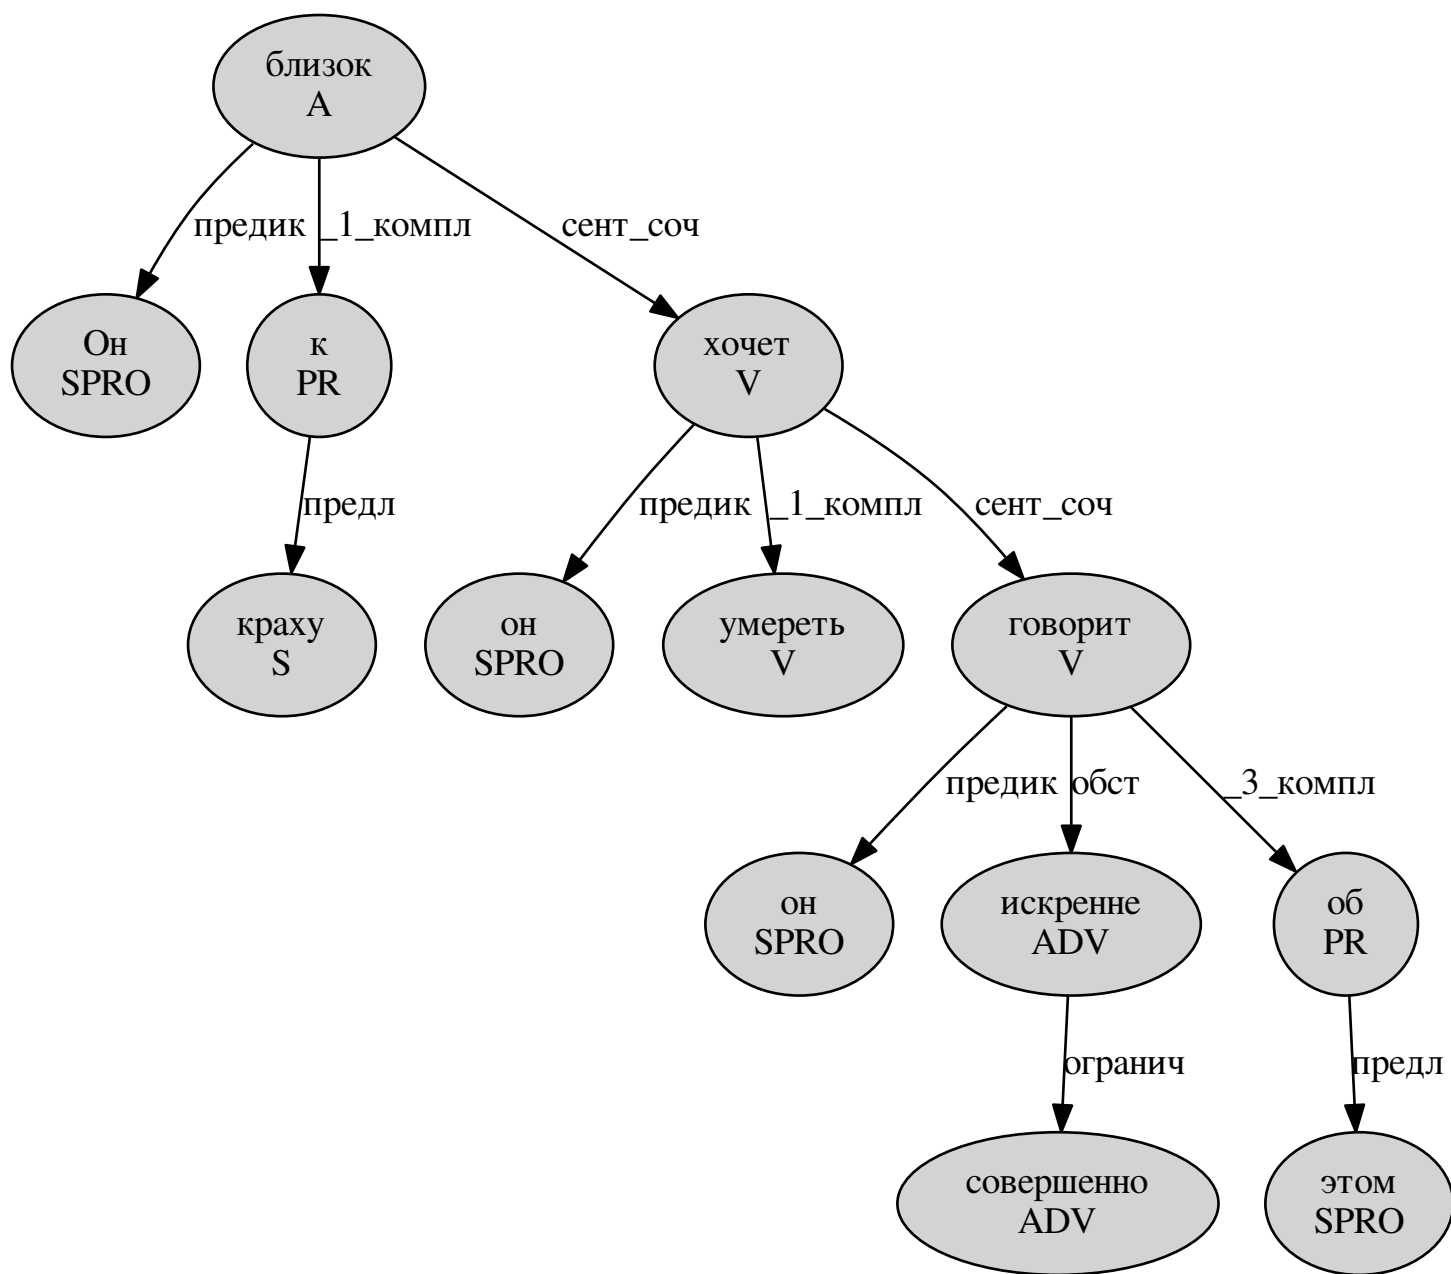 близок
A
предик
_1_компл
сент_соч
Он
SPRO
к
PR
хочет
V
предл
предик
_1_компл
сент_соч
краху
S
он
SPRO
умереть
V
говорит
V
предик
обст
_3_компл
он
SPRO
искренне
ADV
об
PR
огранич
предл
совершенно
ADV
этом
SPRO